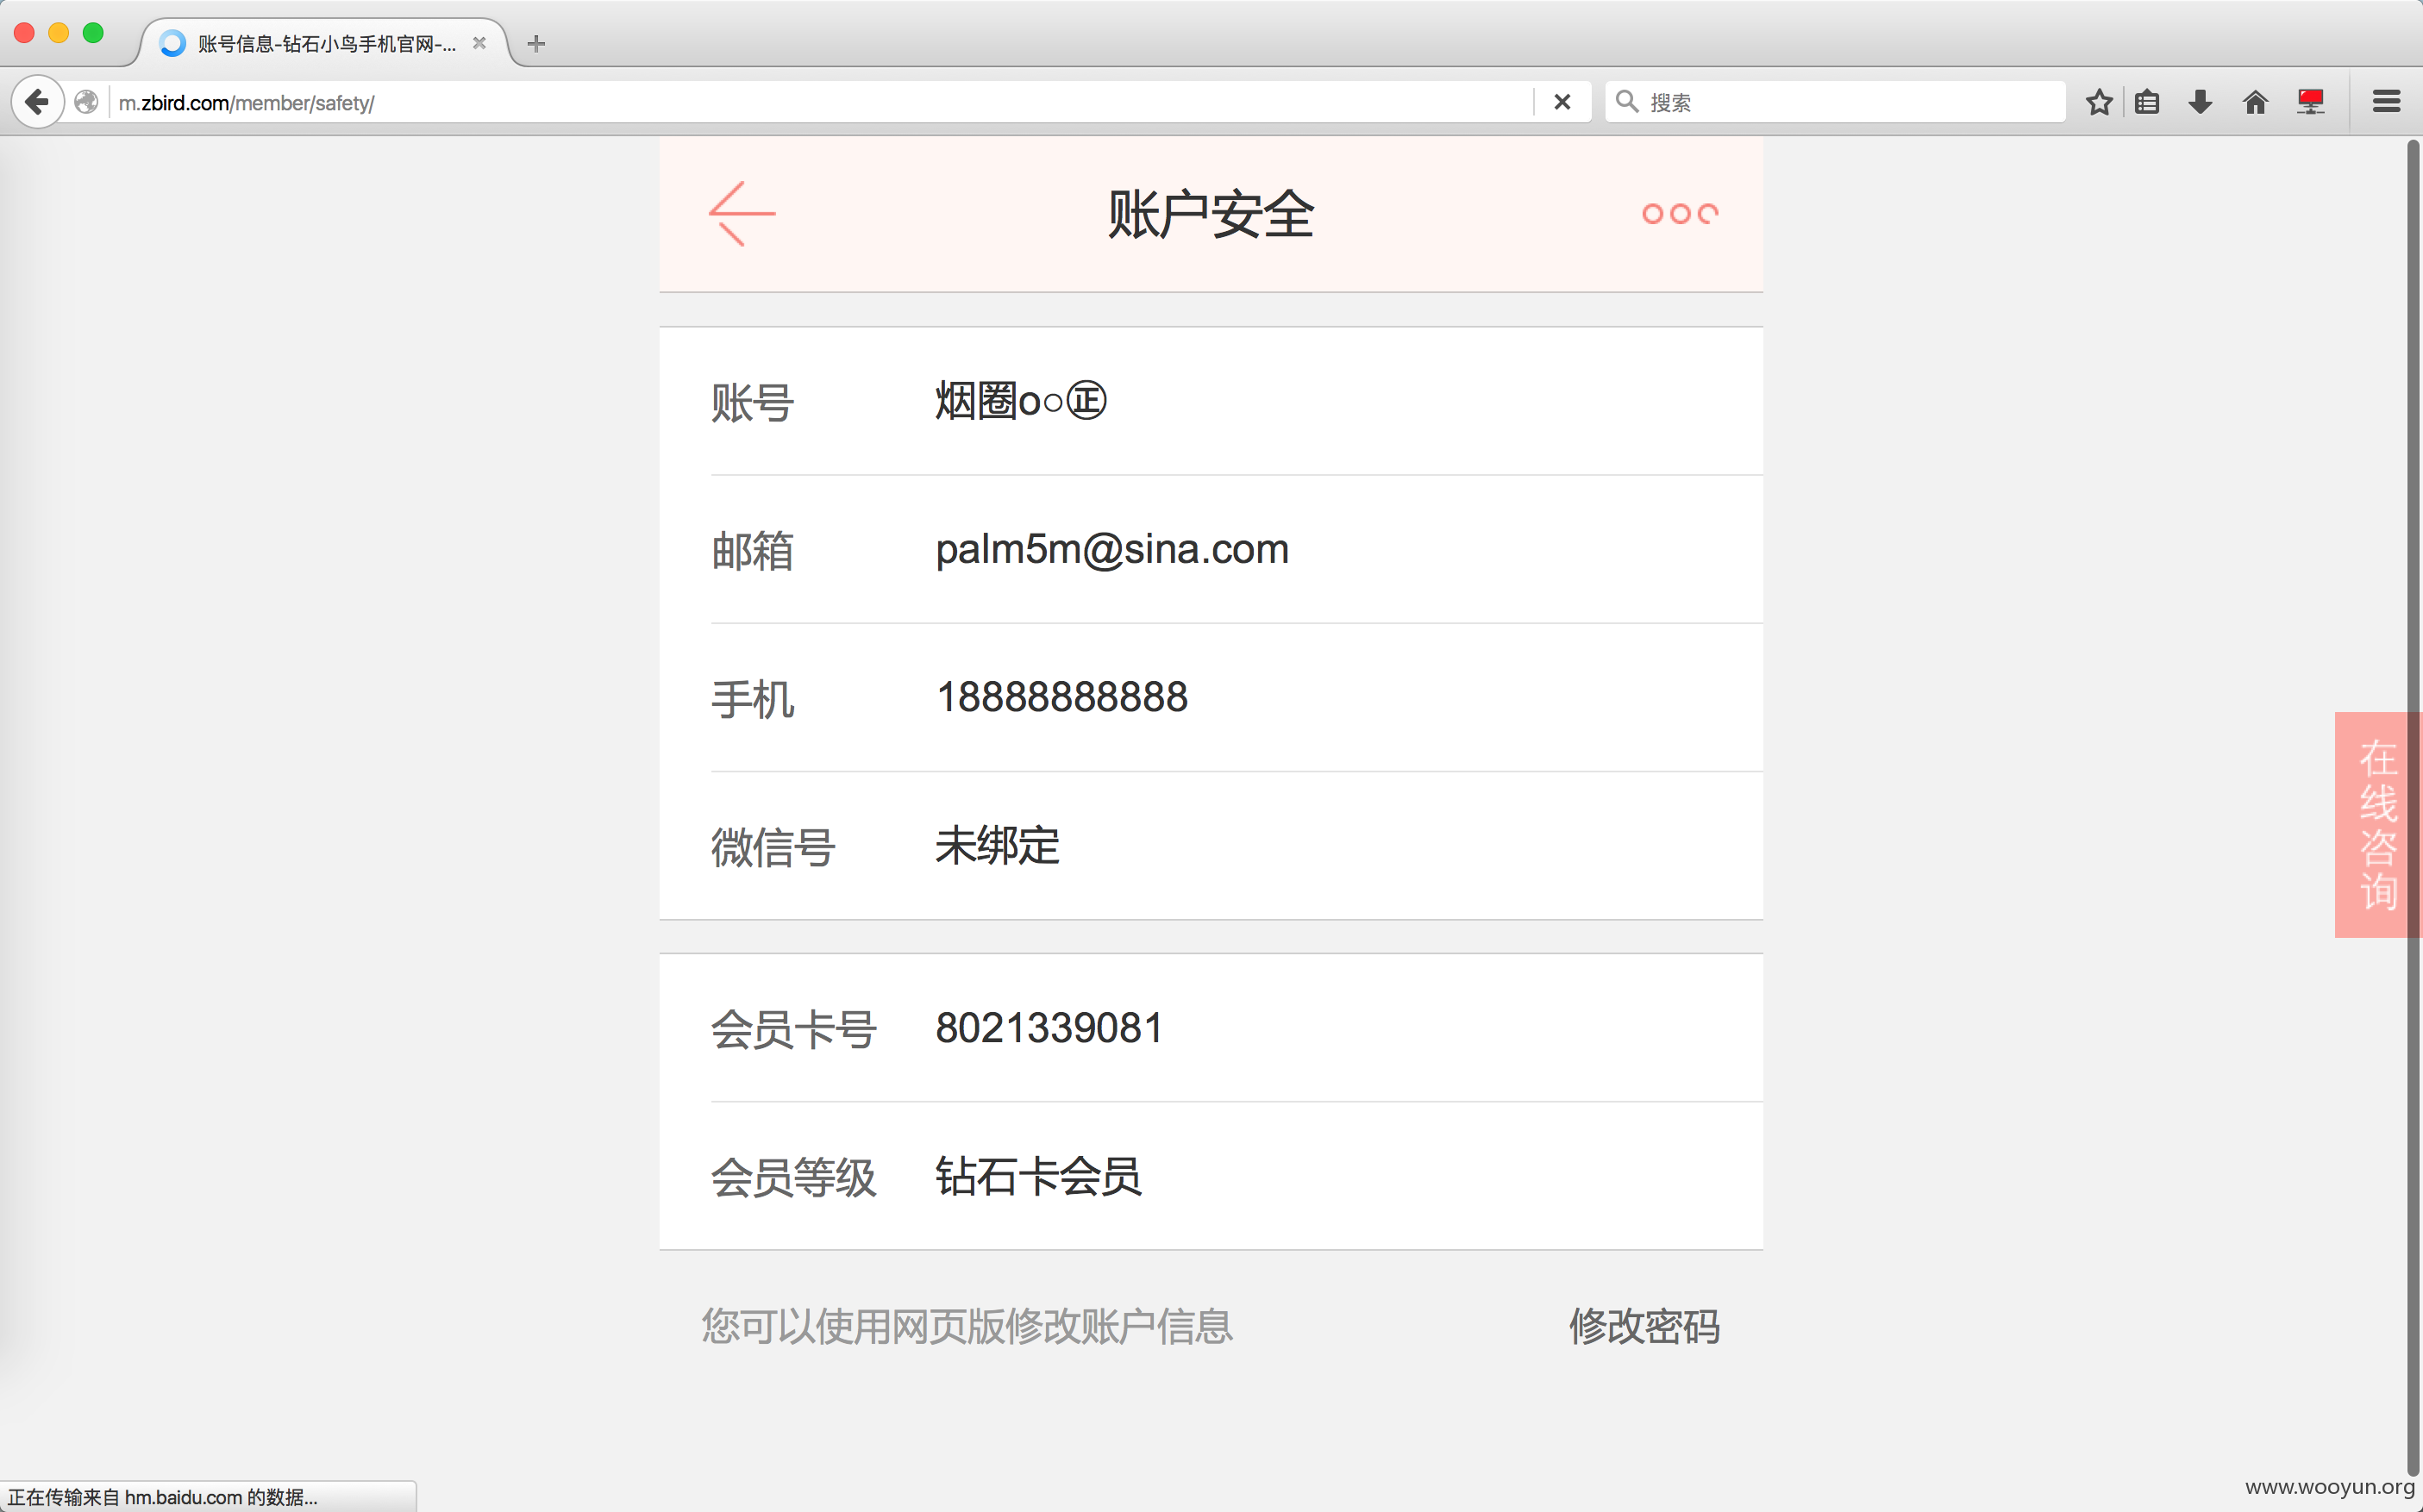 账号信息-钻石小鸟手机官网-...
m.zbird.com/member/safety/
搜索
账户安全
账号 烟圈o○㊣
邮箱 palm5m@sina.com
手机 18888888888
微信号 未绑定
在线咨询
会员卡号 8021339081
会员等级 钻石卡会员
您可以使用网页版修改账户信息 修改密码
正在传输来自 hm.baidu.com 的数据...
www.wooyun.org